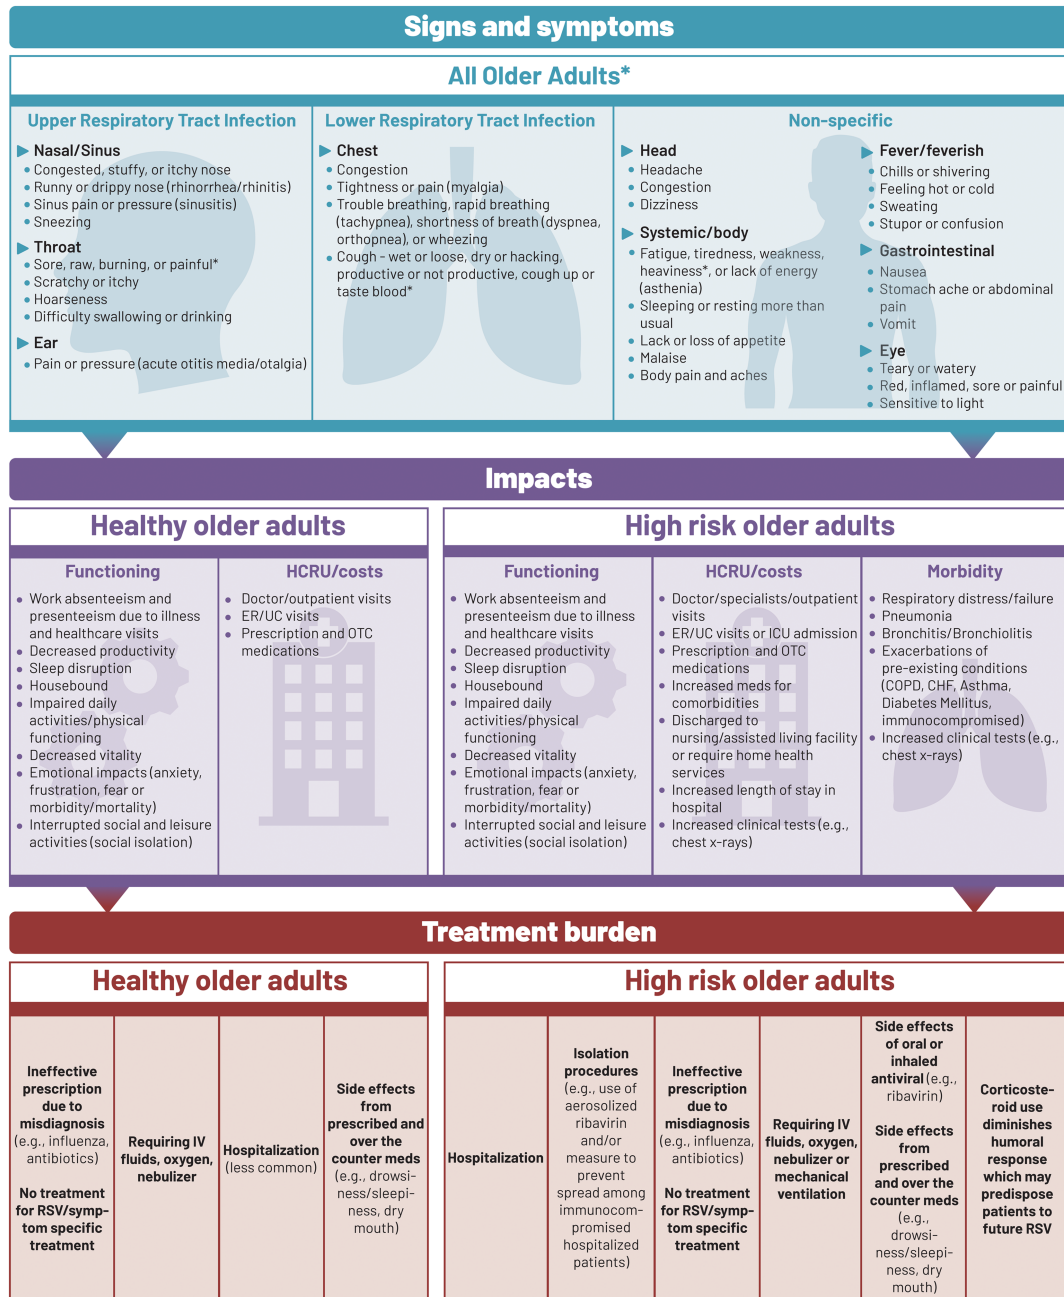 Signs and symptoms
All Older Adults*
Upper Respiratory Tract Infection
Nasal/Sinus
Congested, stuffy, or itchy nose
Runny or drippy nose (rhinorrhea/rhinitis)
Sinus pain or pressure (sinusitis)
Sneezing
Throat
Sore, raw, burning, or painful*
Scratchy or itchy
Hoarseness
Difficulty swallowing or drinking
Ear
Pain or pressure (acute otitis media/otalgia)
Lower Respiratory Tract Infection
Chest
Congestion
Tightness or pain (myalgia)
Trouble breathing, rapid breathing
(tachypnea), shortness of breath (dyspnea,
orthopnea), or wheezing
Cough - wet or loose, dry or hacking,
productive or not productive, cough up or
taste blood*
Non-specific
Head
Headache
Congestion
Dizziness
Systemic/body
Fatigue, tiredness, weakness,
heaviness*, or lack of energy
(asthenia)
Sleeping or resting more than
usual
Lack or loss of appetite
Malaise
Body pain and aches
Fever/feverish
Chills or shivering
Feeling hot or cold
Sweating
Stupor or confusion
Gastrointestinal
Nausea
Stomach ache or abdominal
pain
Vomit
Eye
Teary or watery
Red, inflamed, sore or painful
Sensitive to light
Impacts
Healthy older adults
Functioning
Work absenteeism and
presenteeism due to illness
and healthcare visits
Decreased productivity
Sleep disruption
Housebound
Impaired daily
activities/physical
functioning
Decreased vitality
Emotional impacts (anxiety,
frustration, fear or
morbidity/mortality)
Interrupted social and leisure
activities (social isolation)
HCRU/costs
Doctor/outpatient visits
ER/UC visits
Prescription and OTC
medications
High risk older adults
Functioning
Work absenteeism and
presenteeism due to illness
and healthcare visits
Decreased productivity
Sleep disruption
Housebound
Impaired daily
activities/physical
functioning
Decreased vitality
Emotional impacts (anxiety,
frustration, fear or
morbidity/mortality)
Interrupted social and leisure
activities (social isolation)
HCRU/costs
Doctor/specialists/outpatient
visits
ER/UC visits or ICU admission
Prescription and OTC
medications
Increased meds for
comorbidities
Discharged to
nursing/assisted living facility
or require home health
services
Increased length of stay in
hospital
Increased clinical tests (e.g.,
chest x-rays)
Morbidity
Respiratory distress/failure
Pneumonia
Bronchitis/Bronchiolitis
Exacerbations of
pre-existing conditions
(COPD, CHF, Asthma,
Diabetes Mellitus,
immunocompromised)
Increased clinical tests (e.g.,
chest x-rays)
Treatment burden
Healthy older adults
Ineffective
prescription
due to
misdiagnosis
(e.g., influenza,
antibiotics)
No treatment
for RSV/symp-
tom specific
treatment
Requiring IV
fluids, oxygen,
nebulizer
Hospitalization
(less common)
Side effects
from
prescribed and
over the
counter meds
(e.g., drowsi-
ness/sleepi-
ness, dry
mouth)
High risk older adults
Hospitalization
Isolation
procedures
(e.g., use of
aerosolized
ribavirin
and/or
measure to
prevent
spread among
immunocom-
promised
hospitalized
patients)
Ineffective
prescription
due to
misdiagnosis
(e.g., influenza,
antibiotics)
No treatment
for RSV/symp-
tom specific
treatment
Requiring IV
fluids, oxygen,
nebulizer or
mechanical
ventilation
Side effects
of oral or
inhaled
antiviral (e.g.,
ribavirin)
Side effects
from
prescribed
and over the
counter meds
(e.g.,
drowsi-
ness/sleepi-
ness, dry
mouth)
Corticoste-
roid use
diminishes
humoral
response
which may
predispose
patients to
future RSV